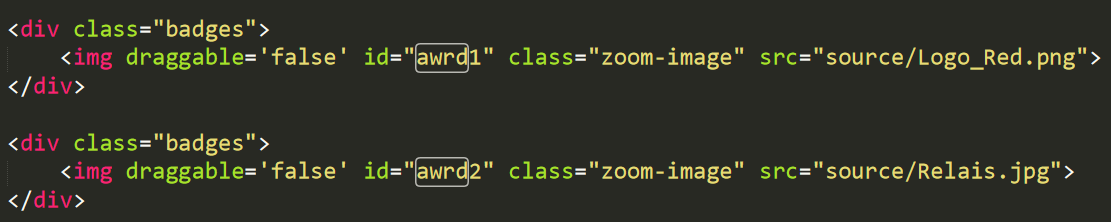 <div class="badges">
<img draggable='false' id="awrd1" class="zoom-image" src="source/Logo_Red.png">
</div>
<div class="badges">
<img draggable='false' id="awrd2" class="zoom-image" src="source/Relais.jpg">
</div>